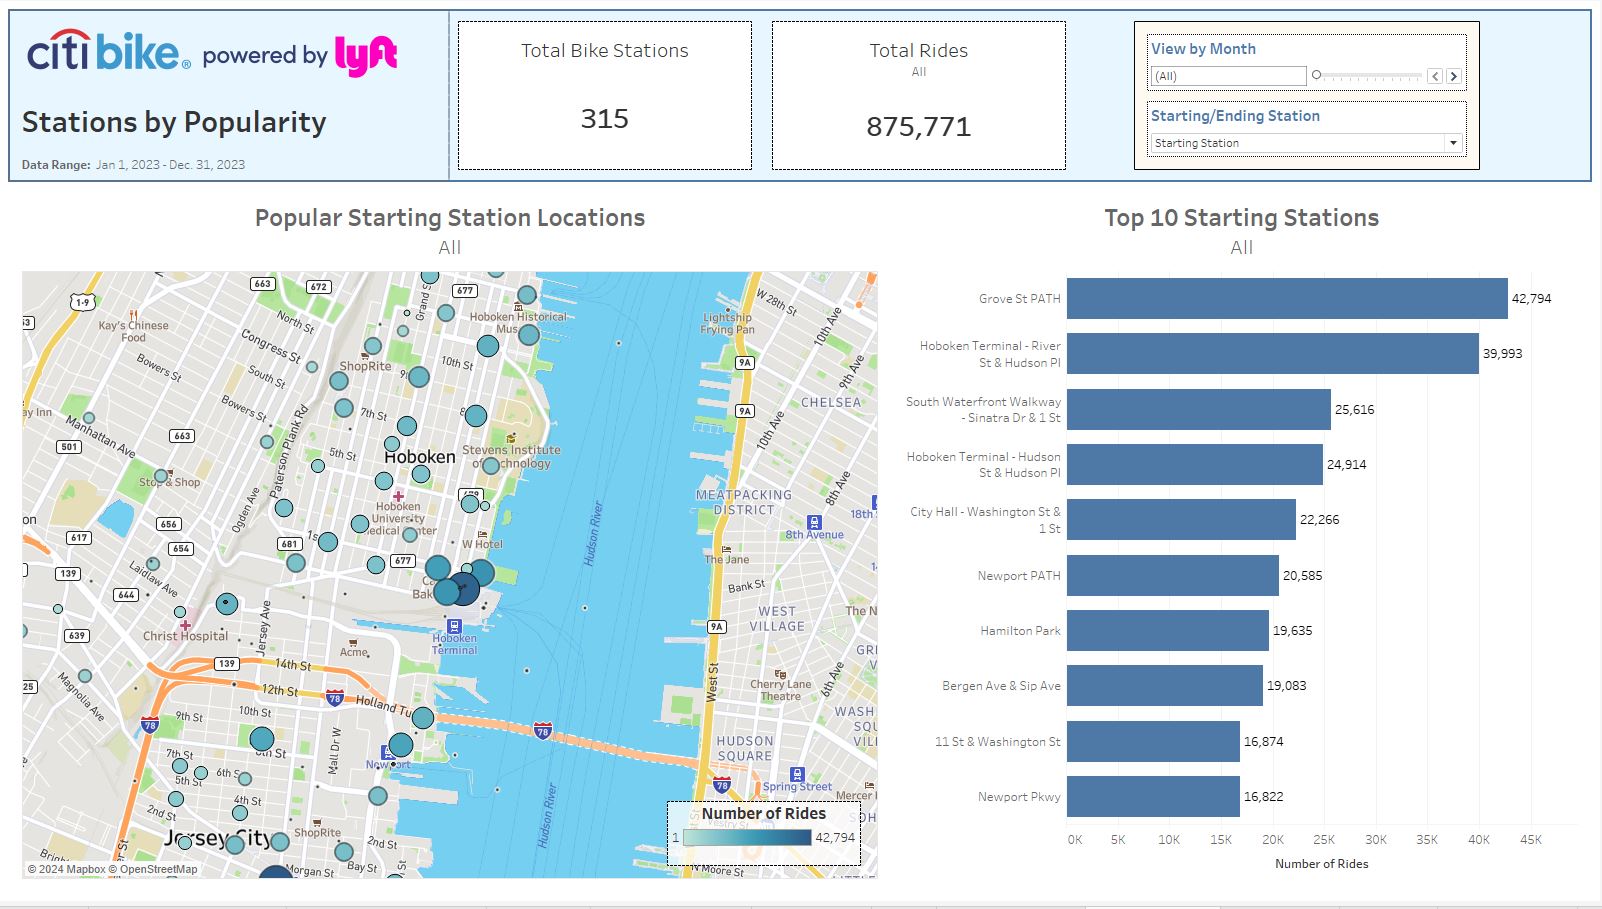 citi bike® powered by lyft
Stations by Popularity
Data Range: Jan 1, 2023 - Dec. 31, 2023
Total Bike Stations
315
Total Rides
All
875,771
View by Month
(All)
Starting/Ending Station
Starting Station
Popular Starting Station Locations
All
663
672
677
1-9
Kay's Chinese
Food
North St
Grand S
Hoboken Historical
Mus
Congress St
10th St
Bowers St
South St
ShopRite
Bowers St
7th St
Manhattan Ave
663
501
Paterson Plank Rd
5th St
Hoboken
Stevens Institute
of Technology
Stop & Shop
Ogden Ave
Hoboken
University
Medical Center
656
617
654
681
W Hotel
677
139
Laidlaw Ave
644
Christ Hospital
639
Jersey Ave
Hoboken
Terminal
Acme
139
14th St
25
Magnolia Ave
12th St
78
Holland Tu
78
9th St
10th St
78
Mall Dr W
Newport
7th St
6th St
5th St
4th St
2nd St
Jersey City
ShopRite
2nd St
Bay St
Morgan St
Hudson River
Hudson River
W 28th St
10th Ave
Lightship
Frying Pan
9A
9th Ave
CHELSEA
9A
10th Ave
MEATPACKING
DISTRICT
8th Ave
18th
8th Avenue
The Jane
Bank St
WEST
VILLAGE
The N
9A
West St
Cherry Lane
Theatre
6th Ave
WASH
SQU
VILL
HUDSON
SQUARE
78
Spring Street
Mercer
N Moore St
Number of Rides
1
42,794
© 2024 Mapbox © OpenStreetMap
Top 10 Starting Stations
All
Grove St PATH
42,794
Hoboken Terminal - River
St & Hudson Pl
39,993
South Waterfront Walkway
- Sinatra Dr & 1 St
25,616
Hoboken Terminal - Hudson
St & Hudson Pl
24,914
City Hall - Washington St &
1 St
22,266
Newport PATH
20,585
Hamilton Park
19,635
Bergen Ave & Sip Ave
19,083
11 St & Washington St
16,874
Newport Pkwy
16,822
0K 5K 10K 15K 20K 25K 30K 35K 40K 45K
Number of Rides